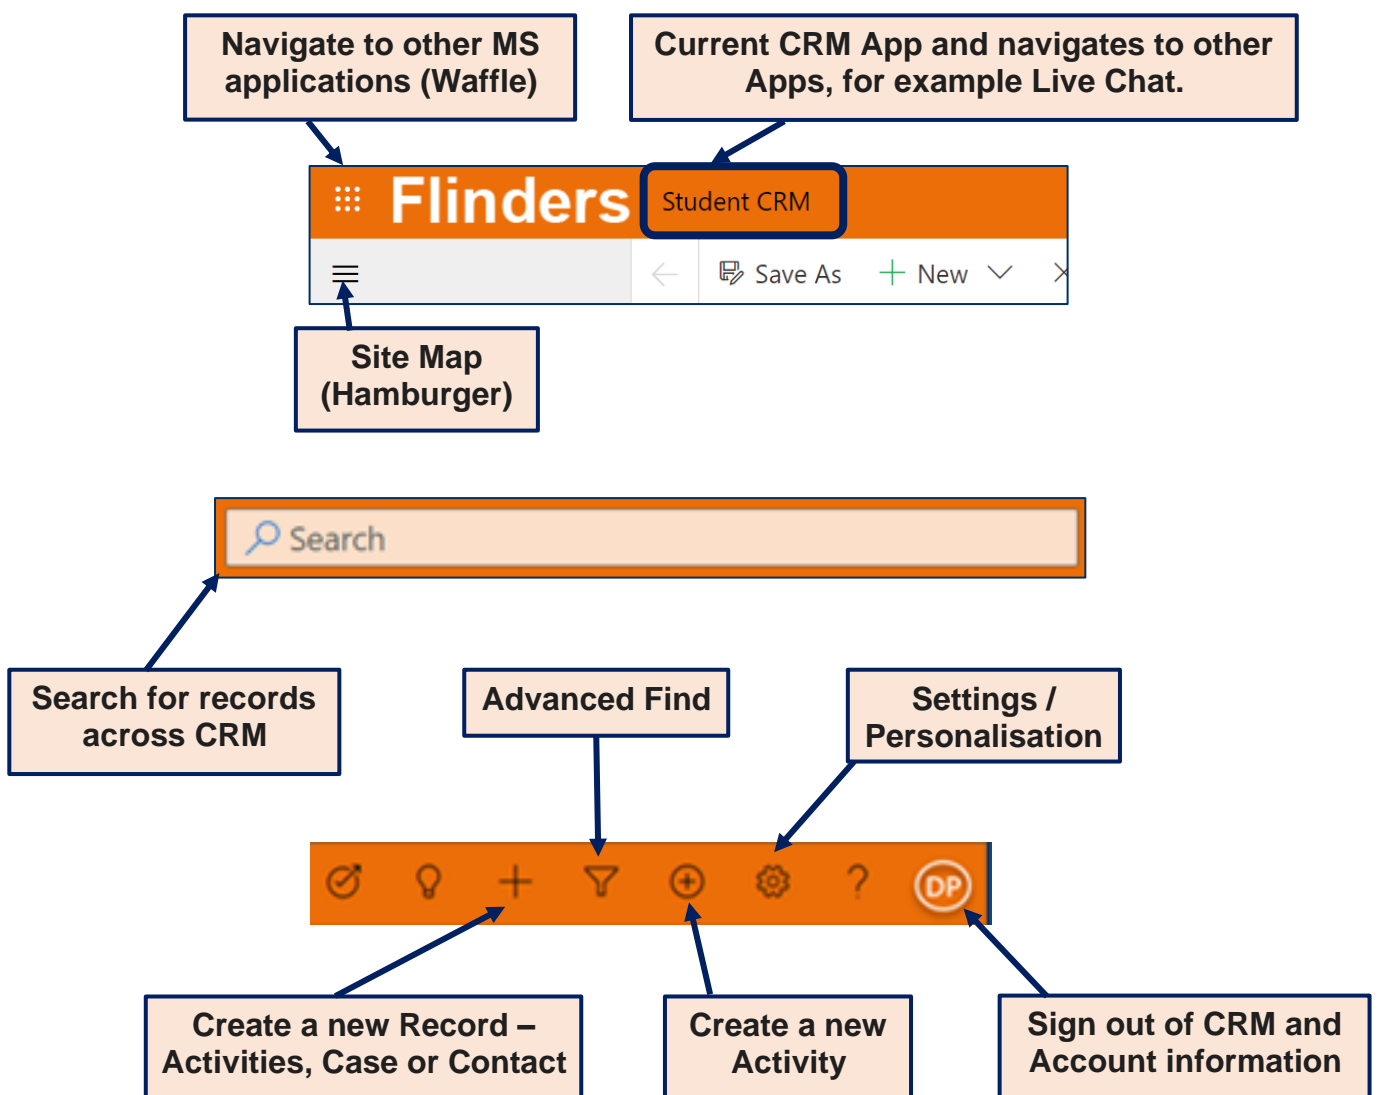 Navigate to other MS
applications (Waffle)
Current CRM App and navigates to other
Apps, for example Live Chat.
Flinders Student CRM
Save As New
Site Map
(Hamburger)
Search
Search for records
across CRM
Advanced Find
Settings /
Personalisation
? DP
Create a new Record –
Activities, Case or Contact
Create a new
Activity
Sign out of CRM and
Account information